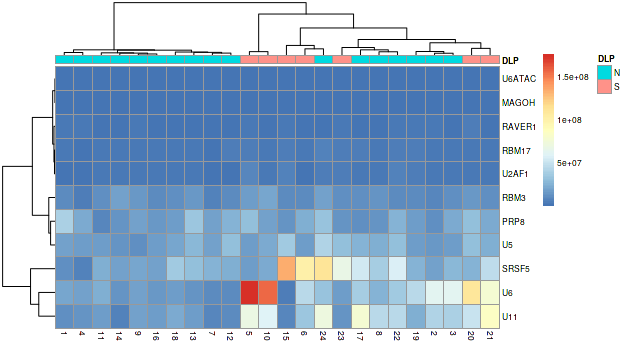 DLP
U6ATAC
MAGOH
RAVER1
RBM17
U2AF1
RBM3
PRP8
U5
SRSF5
U6
U11
1 4 11 14 9 16 18 13 7 12 5 10 15 6 24 23 17 8 22 19 2 3 20 21
1.5e+08
1e+08
5e+07
DLP
N
S